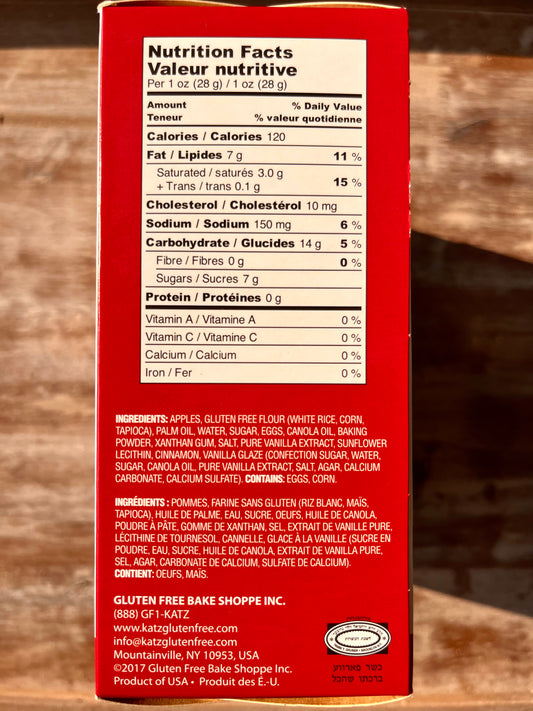 Nutrition Facts
Valeur nutritive
Per 1 oz (28 g) / 1 oz (28 g)
Amount % Daily Value
Teneur % valeur quotidienne
Calories / Calories 120
Fat / Lipides 7 g 11 %
Saturated / saturés 3.0 g
+ Trans / trans 0.1 g 15 %
Cholesterol / Cholestérol 10 mg
Sodium / Sodium 150 mg 6 %
Carbohydrate / Glucides 14 g 5 %
Fibre / Fibres 0 g 0 %
Sugars / Sucres 7 g
Protein / Protéines 0 g
Vitamin A / Vitamine A 0 %
Vitamin C / Vitamine C 0 %
Calcium / Calcium 0 %
Iron / Fer 0 %
INGREDIENTS: APPLES, GLUTEN FREE FLOUR (WHITE RICE, CORN,
TAPIOCA), PALM OIL, WATER, SUGAR, EGGS, CANOLA OIL, BAKING
POWDER, XANTHAN GUM, SALT, PURE VANILLA EXTRACT, SUNFLOWER
LECITHIN, CINNAMON, VANILLA GLAZE (CONFECTION SUGAR, WATER,
SUGAR, CANOLA OIL, PURE VANILLA EXTRACT, SALT, AGAR, CALCIUM
CARBONATE, CALCIUM SULFATE). CONTAINS: EGGS, CORN.
INGRÉDIENTS : POMMES, FARINE SANS GLUTEN (RIZ BLANC, MAÏS,
TAPIOCA), HUILE DE PALME, EAU, SUCRE, OEUFS, HUILE DE CANOLA,
POUDRE À PÂTE, GOMME DE XANTHAN, SEL, EXTRAIT DE VANILLE PURE,
LÉCITHINE DE TOURNESOL, CANNELLE, GLACE À LA VANILLE (SUCRE EN
POUDRE, EAU, SUCRE, HUILE DE CANOLA, EXTRAIT DE VANILLA PURE,
SEL, AGAR, CARBONATE DE CALCIUM, SULFATE DE CALCIUM).
CONTIENT: OEUFS, MAÏS.
GLUTEN FREE BAKE SHOPPE INC.
(888) GF1-KATZ
www.katzglutenfree.com
info@katzglutenfree.com
Mountainville, NY 10953, USA
©2017 Gluten Free Bake Shoppe Inc.
Product of USA • Produit des É.-U.
כשר פארווע
ברכתו שהכל